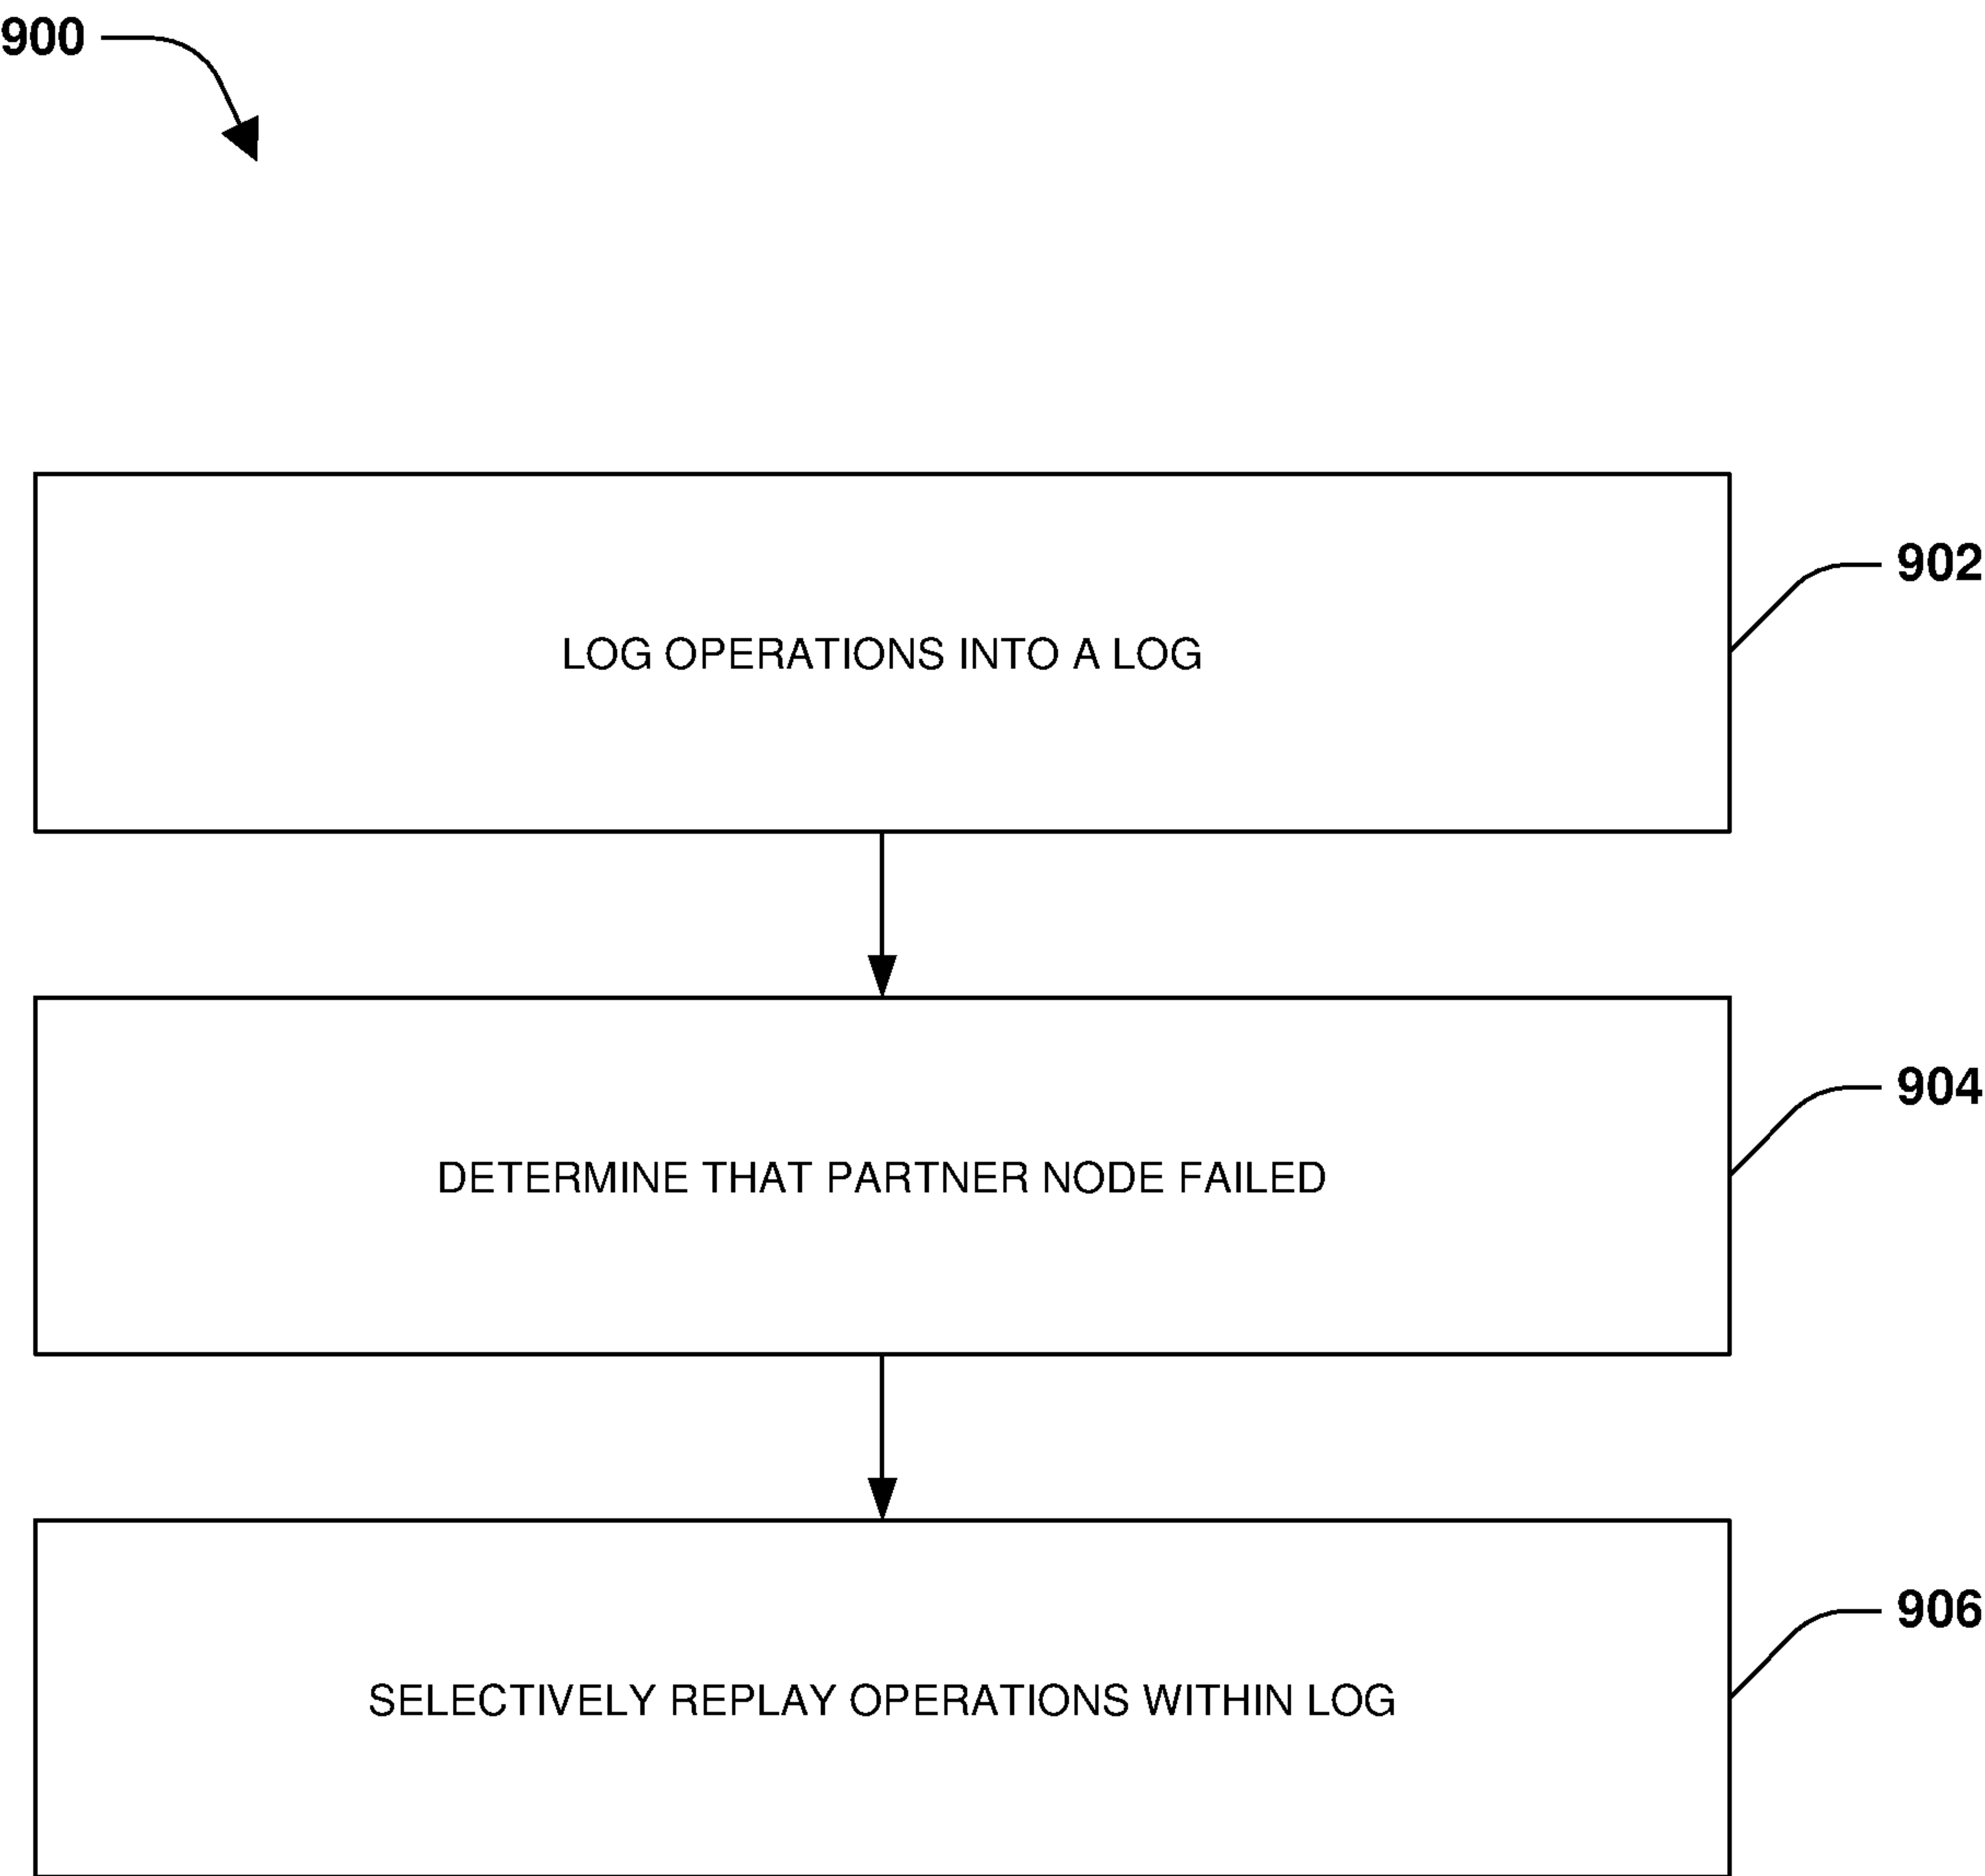 900
LOG OPERATIONS INTO A LOG
902
DETERMINE THAT PARTNER NODE FAILED
904
SELECTIVELY REPLAY OPERATIONS WITHIN LOG
906